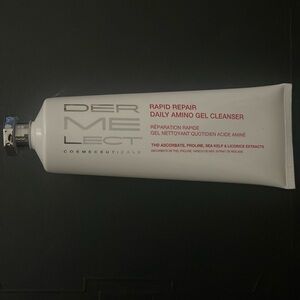 DER
ME
LECT
COSMECEUTICALS
RAPID REPAIR
DAILY AMINO GEL CLEANSER
RÉPARATION RAPIDE
GEL NETTOYANT QUOTIDIEN ACIDE AMINÉ
THD ASCORBATE, PROLINE, SEA KELP & LICORICE EXTRACTS